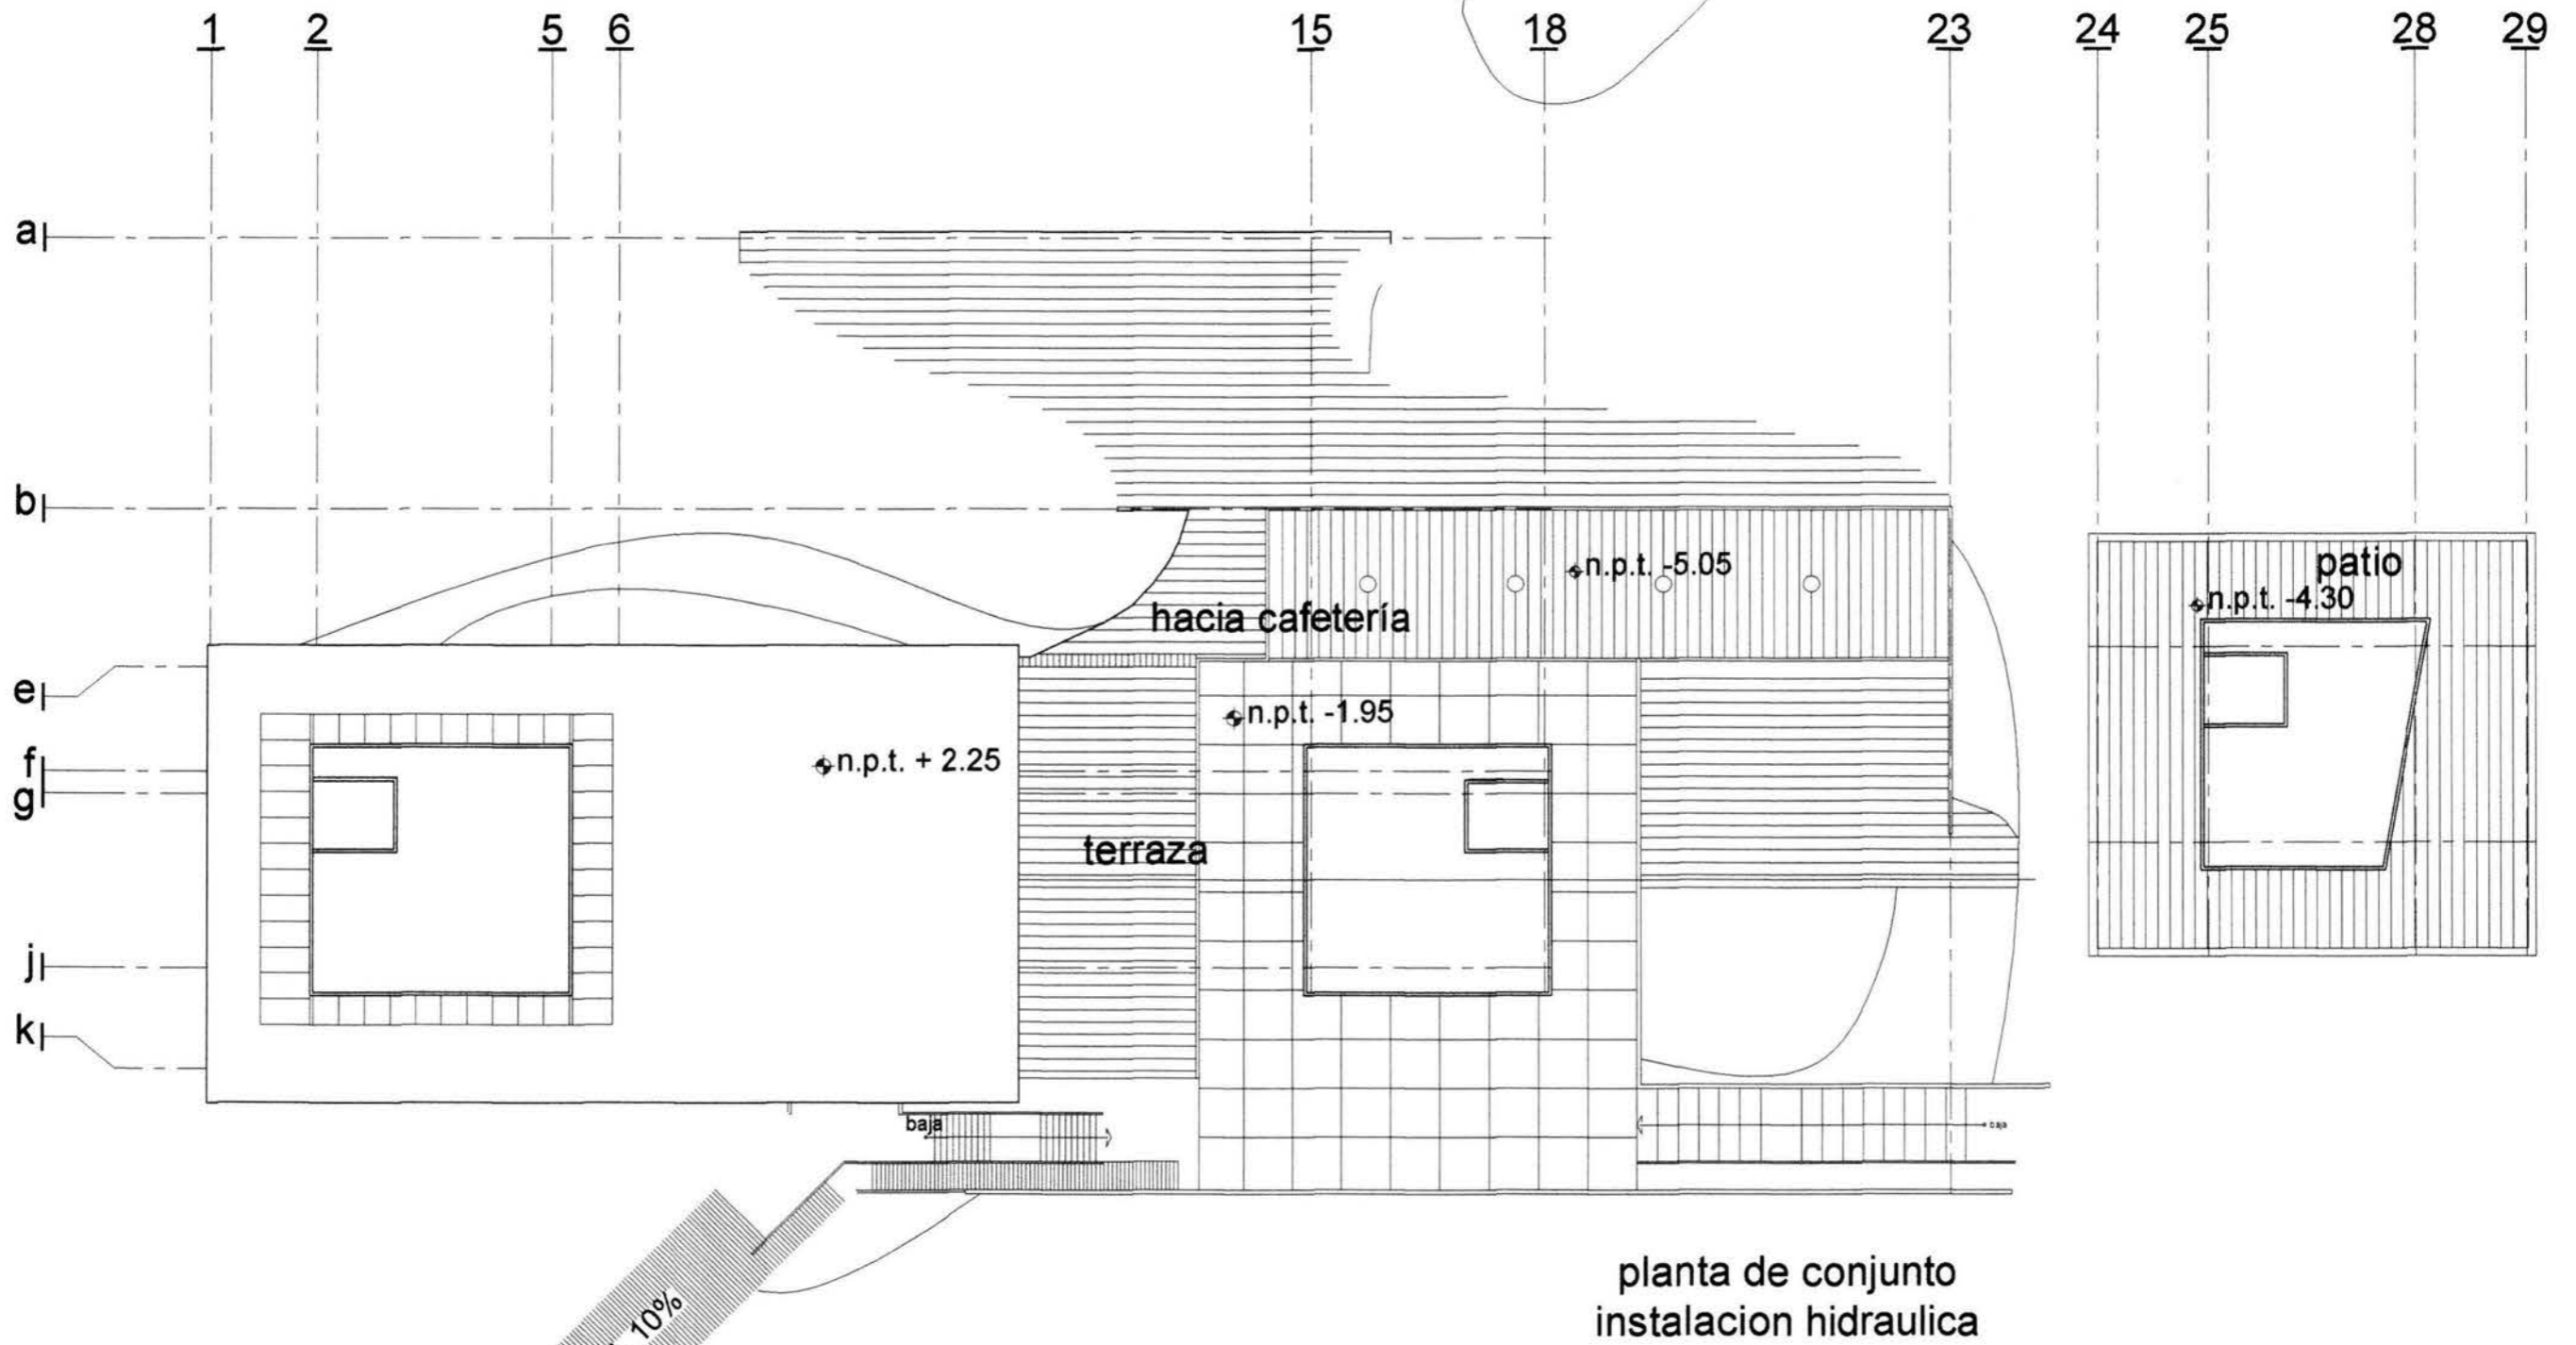 1 2 5 6 15 18 23 24 25 28 29
a
b
n.p.t. -5.05
patio
n.p.t. -4.30
hacia cafetería
e
n.p.t. -1.95
f
n.p.t. + 2.25
g
terraza
j
k
baja
baja
10%
planta de conjunto
instalacion hidraulica